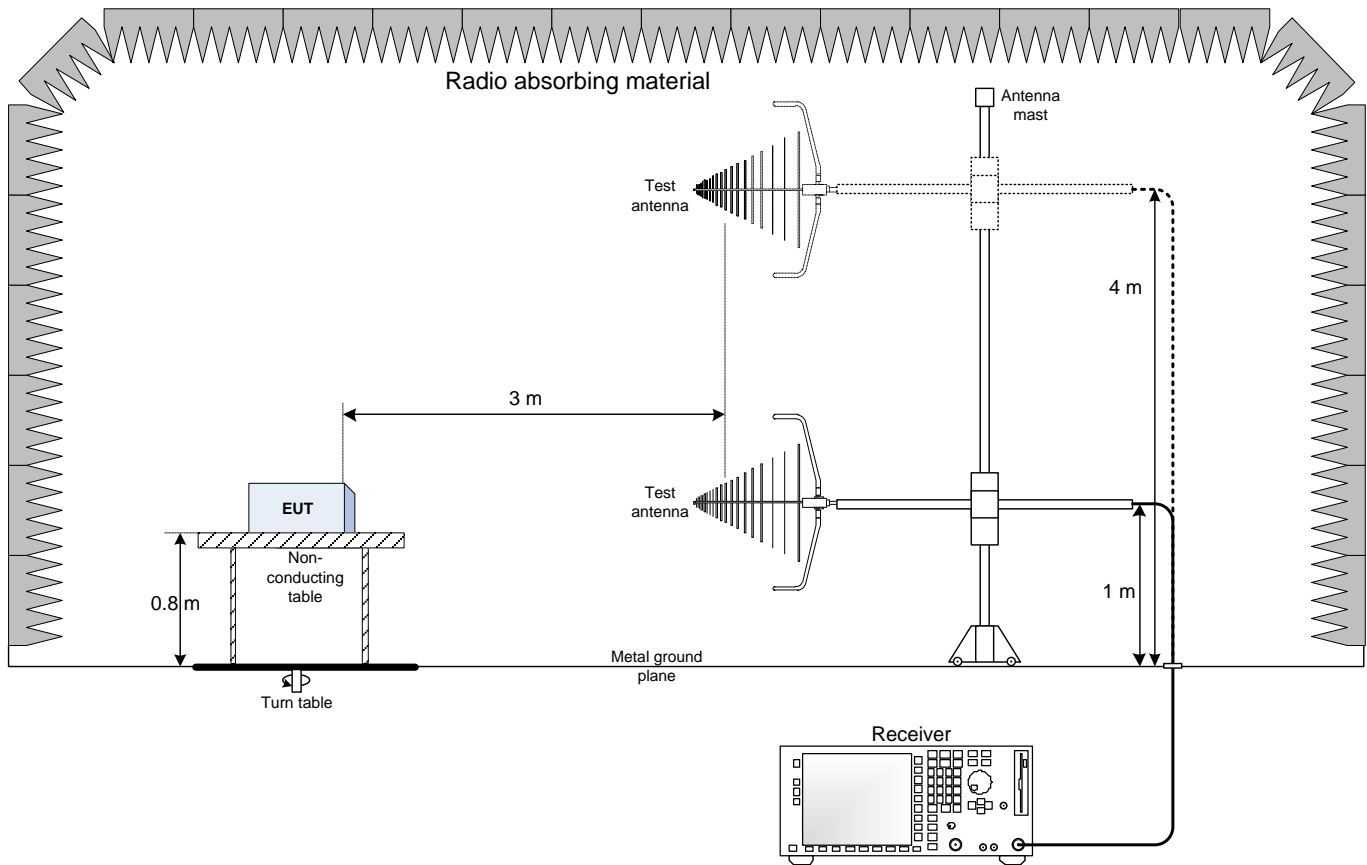 Radio absorbing material
Antenna
mast
Test
antenna
4 m
3 m
Test
antenna
EUT
Non-
conducting
table
0.8 m
1 m
Metal ground
plane
Turn table
Receiver